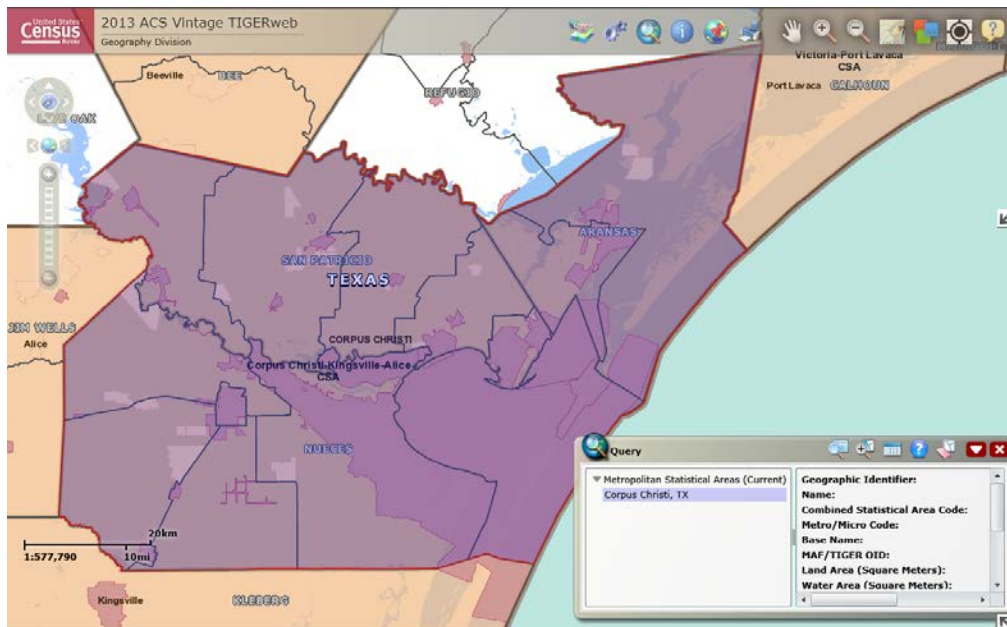 United States
Census
Bureau
2013 ACS Vintage TIGERweb
Geography Division
Victoria-Port Lavaca
CSA
Port Lavaca
CALHOUN
Beeville
BEE
REFUGIO
LIVE OAK
ARANSAS
SAN PATRICIO
TEXAS
JIM WELLS
Alice
CORPUS CHRISTI
Corpus Christi-Kingsville-Alice
CSA
NUECES
20km
1:577,790
10mi
Kingsville
KLEBERG
Query
Metropolitan Statistical Areas (Current)
Corpus Christi, TX
Geographic Identifier:
Name:
Combined Statistical Area Code:
Metro/Micro Code:
Base Name:
MAF/TIGER OID:
Land Area (Square Meters):
Water Area (Square Meters):